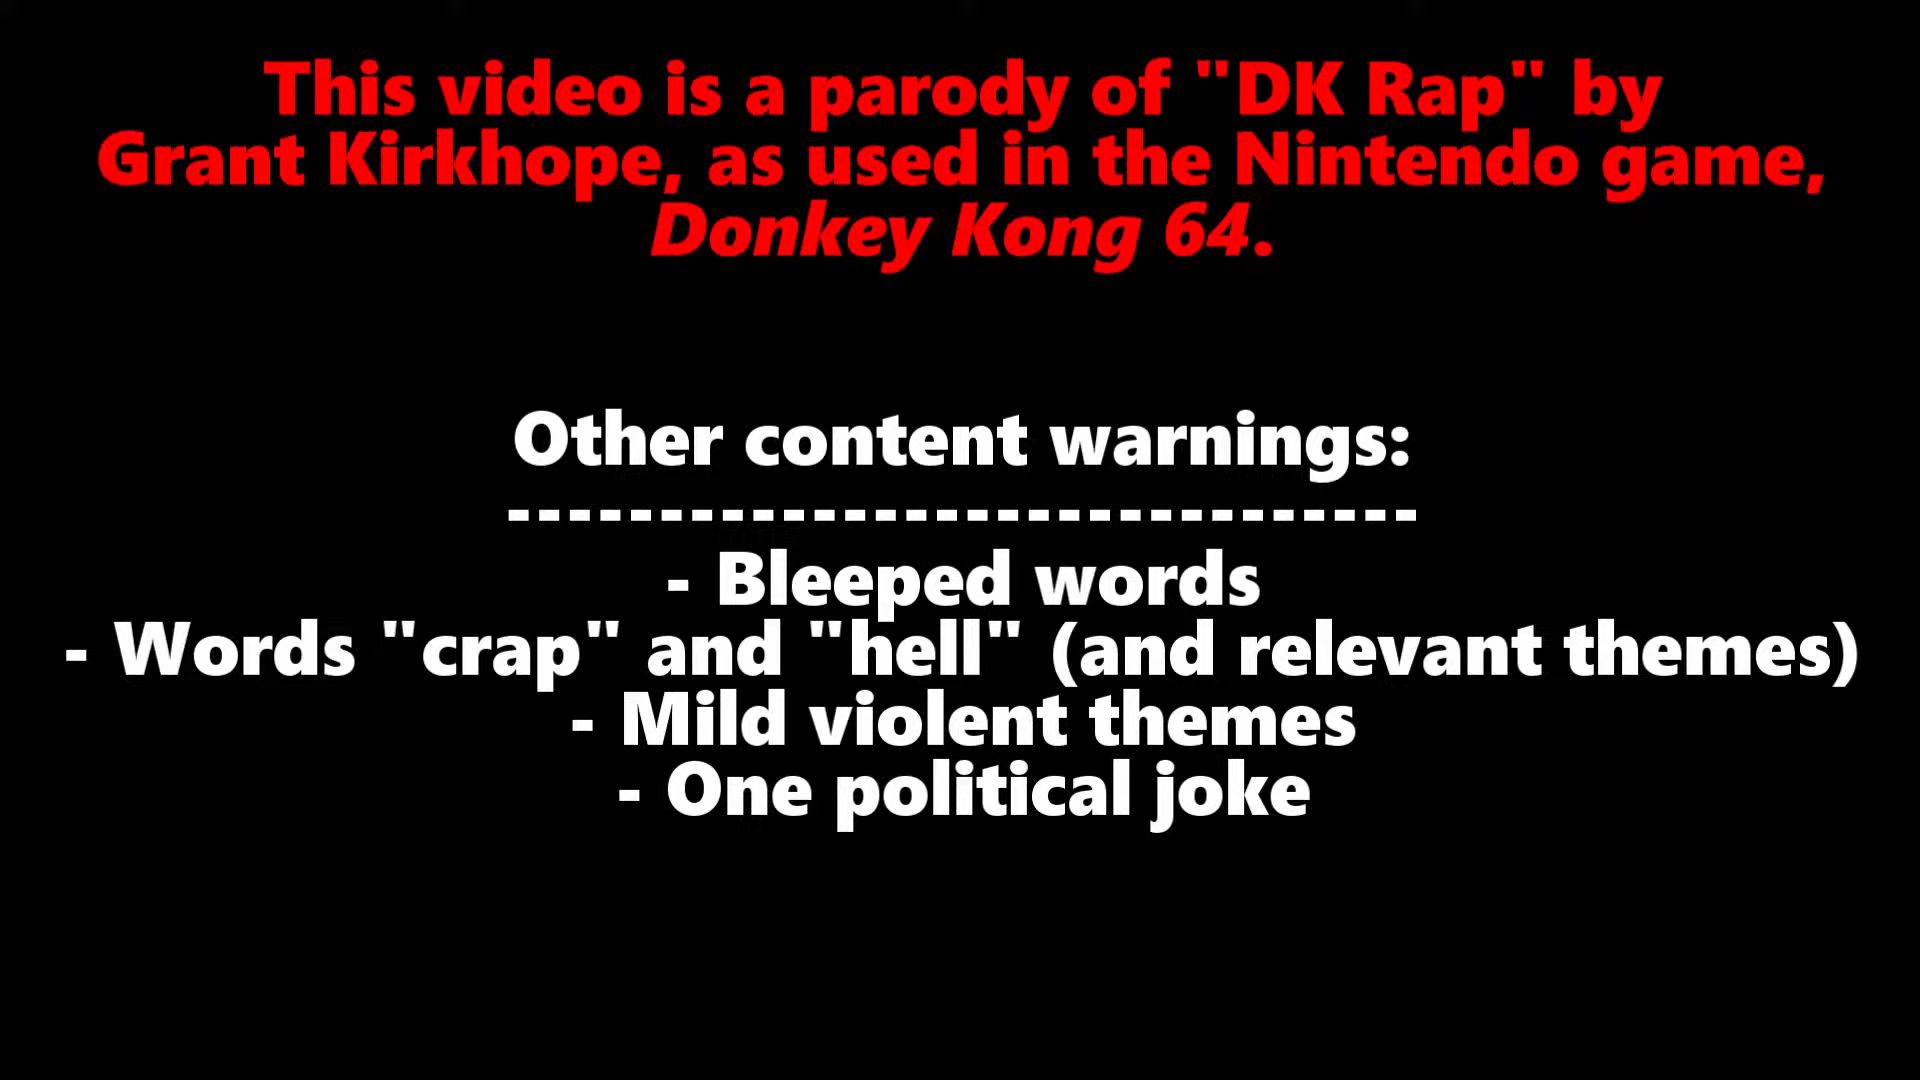 This video is a parody of "DK Rap" by
Grant Kirkhope, as used in the Nintendo game,
Donkey Kong 64.
Other content warnings:
------------------------------
- Bleeped words
- Words "crap" and "hell" (and relevant themes)
- Mild violent themes
- One political joke